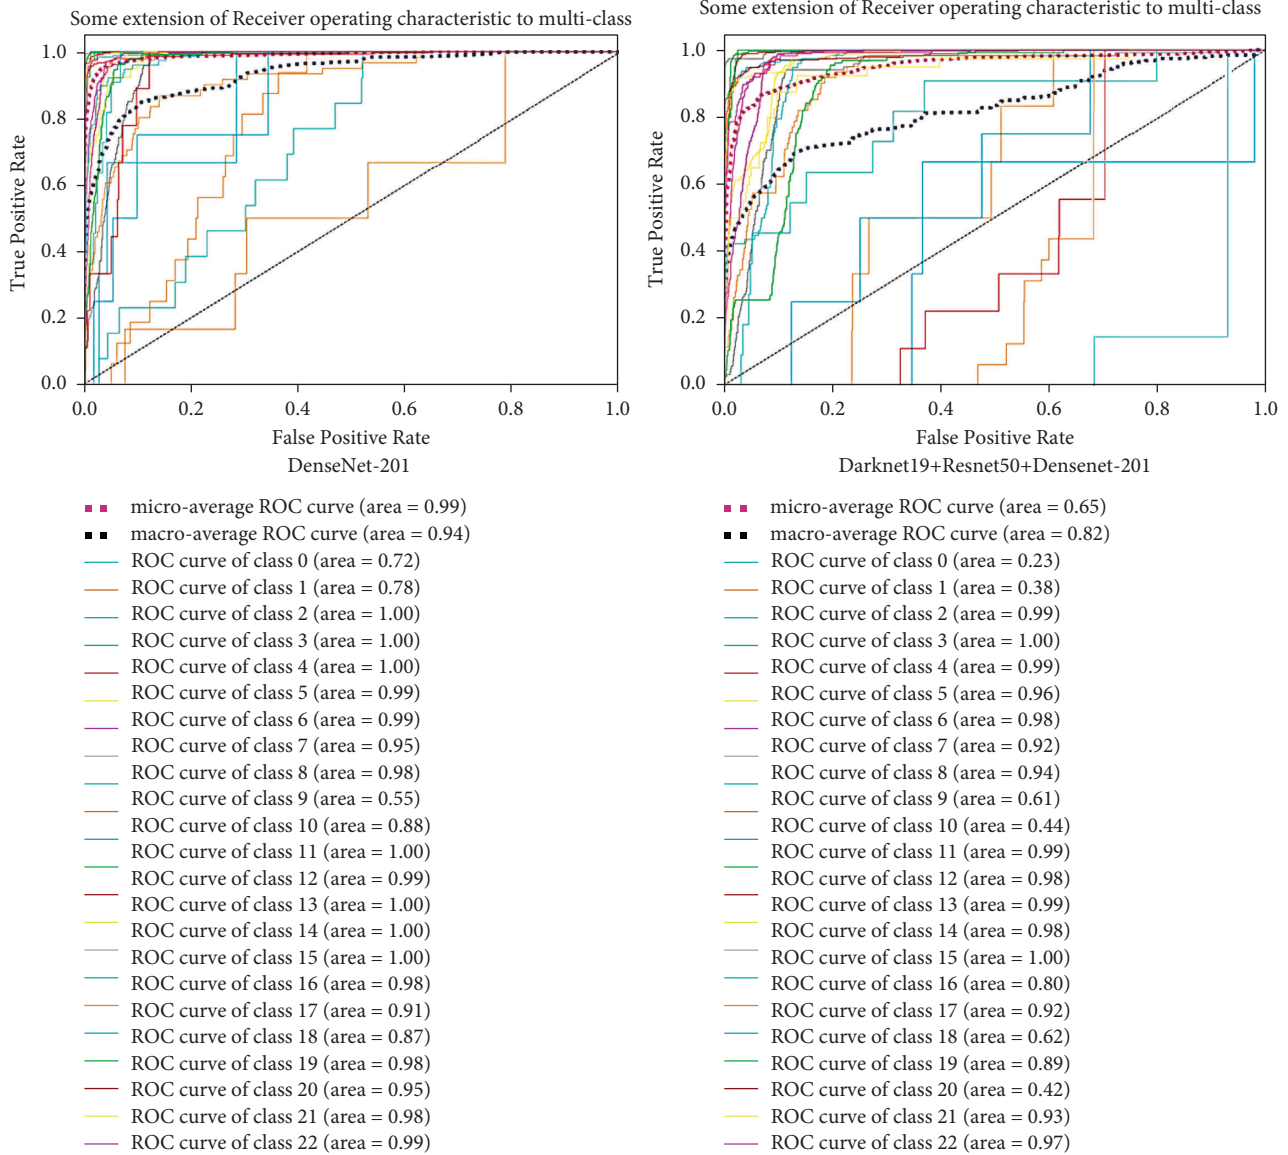 Some extension of Receiver operating characteristic to multi-class
1.0
0.8
0.6
0.4
0.2
0.0
True Positive Rate
0.0 0.2 0.4 0.6 0.8 1.0
False Positive Rate
DenseNet-201
micro-average ROC curve (area = 0.99)
macro-average ROC curve (area = 0.94)
ROC curve of class 0 (area = 0.72)
ROC curve of class 1 (area = 0.78)
ROC curve of class 2 (area = 1.00)
ROC curve of class 3 (area = 1.00)
ROC curve of class 4 (area = 1.00)
ROC curve of class 5 (area = 0.99)
ROC curve of class 6 (area = 0.99)
ROC curve of class 7 (area = 0.95)
ROC curve of class 8 (area = 0.98)
ROC curve of class 9 (area = 0.55)
ROC curve of class 10 (area = 0.88)
ROC curve of class 11 (area = 1.00)
ROC curve of class 12 (area = 0.99)
ROC curve of class 13 (area = 1.00)
ROC curve of class 14 (area = 1.00)
ROC curve of class 15 (area = 1.00)
ROC curve of class 16 (area = 0.98)
ROC curve of class 17 (area = 0.91)
ROC curve of class 18 (area = 0.87)
ROC curve of class 19 (area = 0.98)
ROC curve of class 20 (area = 0.95)
ROC curve of class 21 (area = 0.98)
ROC curve of class 22 (area = 0.99)
Some extension of Receiver operating characteristic to multi-class
1.0
0.8
0.6
0.4
0.2
0.0
True Positive Rate
0.0 0.2 0.4 0.6 0.8 1.0
False Positive Rate
Darknet19+Resnet50+Densenet-201
micro-average ROC curve (area = 0.65)
macro-average ROC curve (area = 0.82)
ROC curve of class 0 (area = 0.23)
ROC curve of class 1 (area = 0.38)
ROC curve of class 2 (area = 0.99)
ROC curve of class 3 (area = 1.00)
ROC curve of class 4 (area = 0.99)
ROC curve of class 5 (area = 0.96)
ROC curve of class 6 (area = 0.98)
ROC curve of class 7 (area = 0.92)
ROC curve of class 8 (area = 0.94)
ROC curve of class 9 (area = 0.61)
ROC curve of class 10 (area = 0.44)
ROC curve of class 11 (area = 0.99)
ROC curve of class 12 (area = 0.98)
ROC curve of class 13 (area = 0.99)
ROC curve of class 14 (area = 0.98)
ROC curve of class 15 (area = 1.00)
ROC curve of class 16 (area = 0.80)
ROC curve of class 17 (area = 0.92)
ROC curve of class 18 (area = 0.62)
ROC curve of class 19 (area = 0.89)
ROC curve of class 20 (area = 0.42)
ROC curve of class 21 (area = 0.93)
ROC curve of class 22 (area = 0.97)